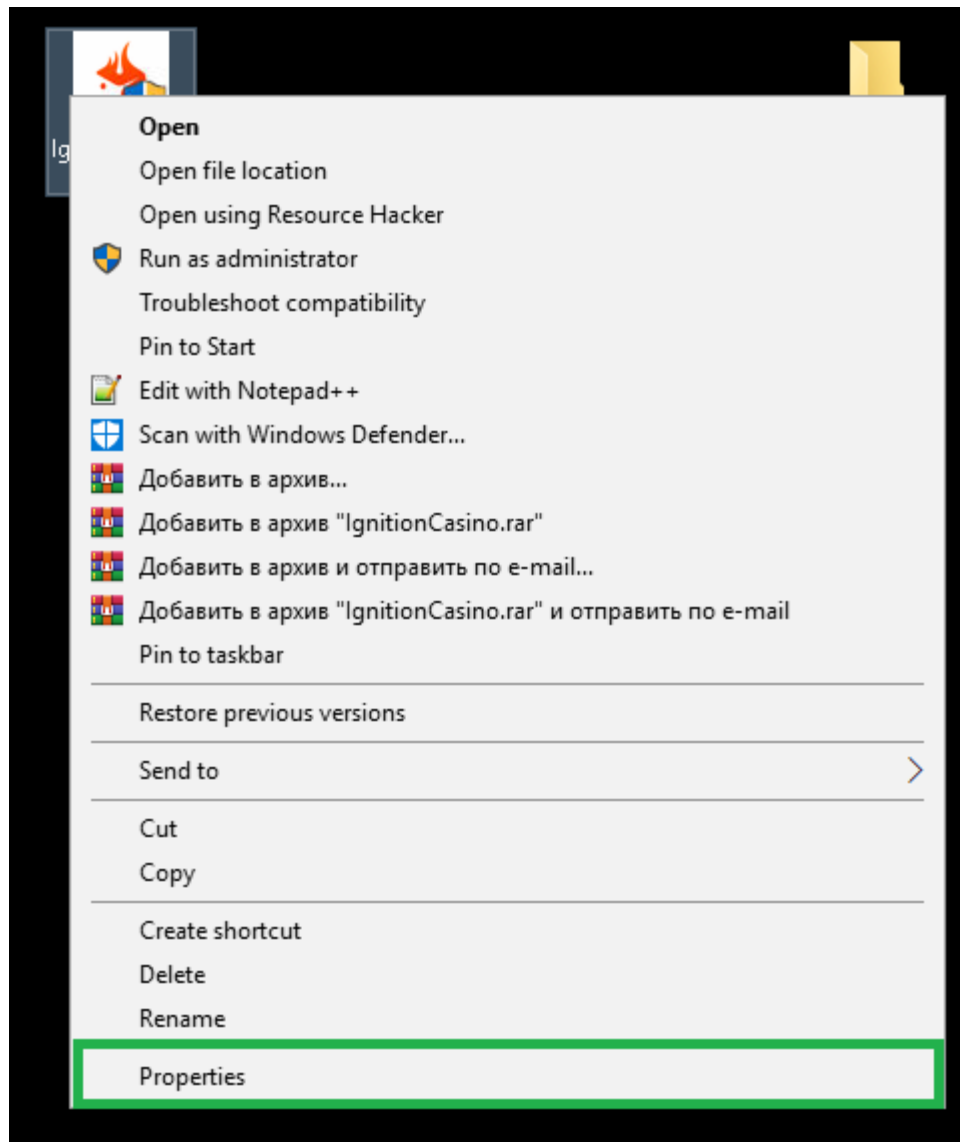 Ig
Open
Open file location
Open using Resource Hacker
Run as administrator
Troubleshoot compatibility
Pin to Start
Edit with Notepad++
Scan with Windows Defender...
Добавить в архив...
Добавить в архив "IgnitionCasino.rar"
Добавить в архив и отправить по e-mail...
Добавить в архив "IgnitionCasino.rar" и отправить по e-mail
Pin to taskbar
Restore previous versions
Send to
Cut
Copy
Create shortcut
Delete
Rename
Properties